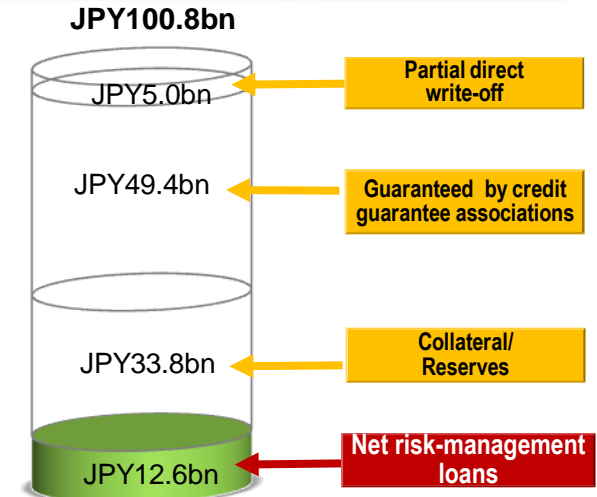 JPY100.8bn
Partial direct
write-off
JPY5.0bn
JPY49.4bn
Guaranteed by credit
guarantee associations
JPY33.8bn
Collateral/
Reserves
Net risk-management
loans
JPY12.6bn